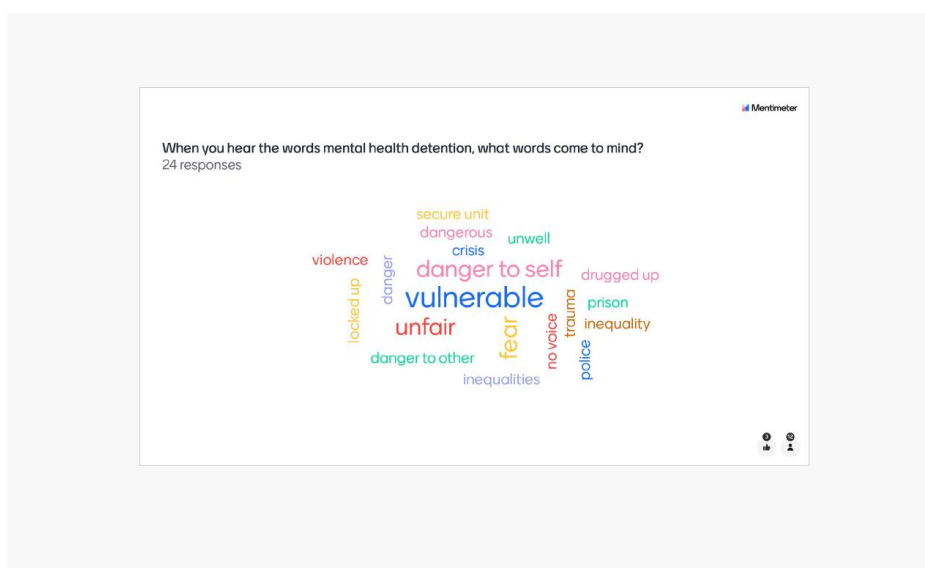 Mentimeter
When you hear the words mental health detention, what words come to mind?
24 responses
secure unit
dangerous
unwell
crisis
violence
danger
danger to self
drugged up
locked up
vulnerable
trauma
prison
unfair
fear
no voice
inequality
danger to other
police
inequalities
3